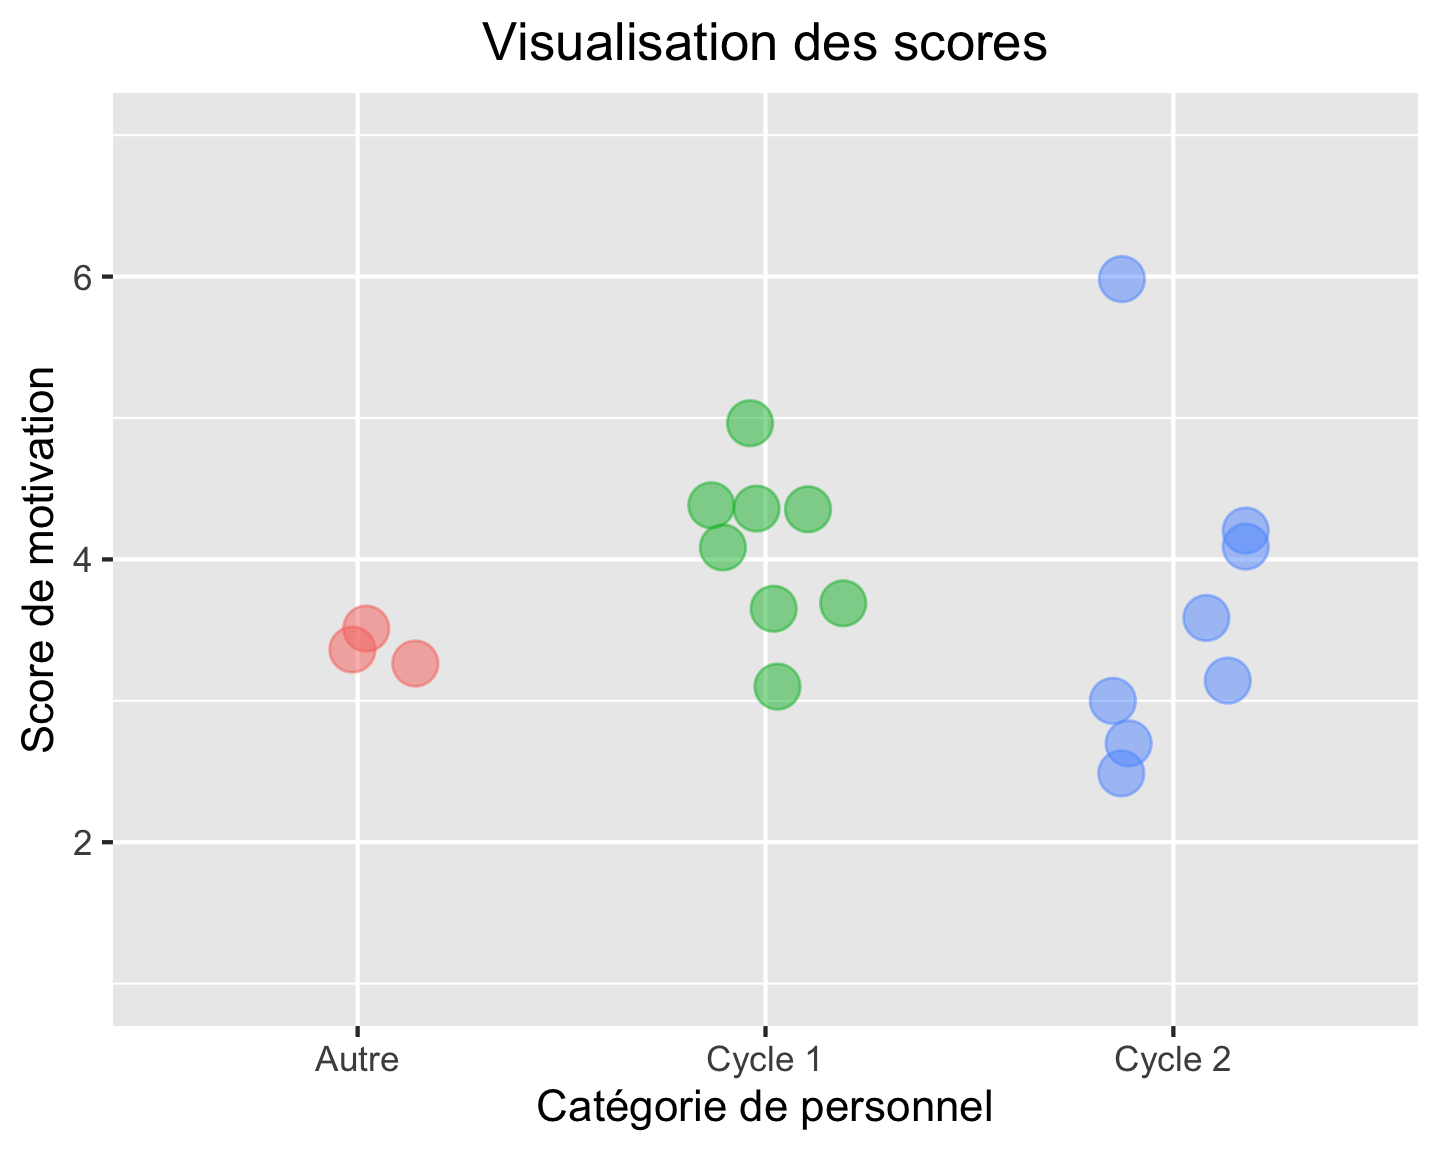 Visualisation des scores
Score de motivation
6
4
2
Autre
Cycle 1
Cycle 2
Catégorie de personnel